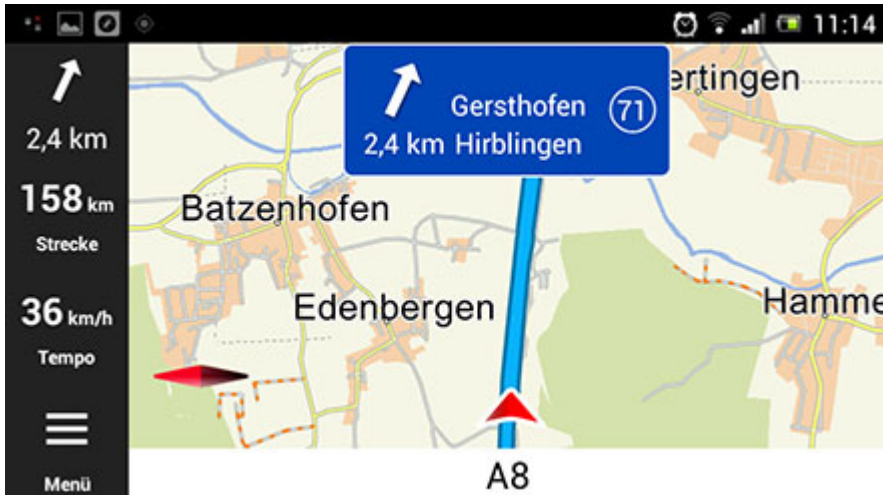 11:14
2,4 km
158 km
Strecke
36 km/h
Tempo
Menü
Gersthofen 71
2,4 km Hirblingen
ertingen
Batzenhofen
Edenbergen
Hamme
A8